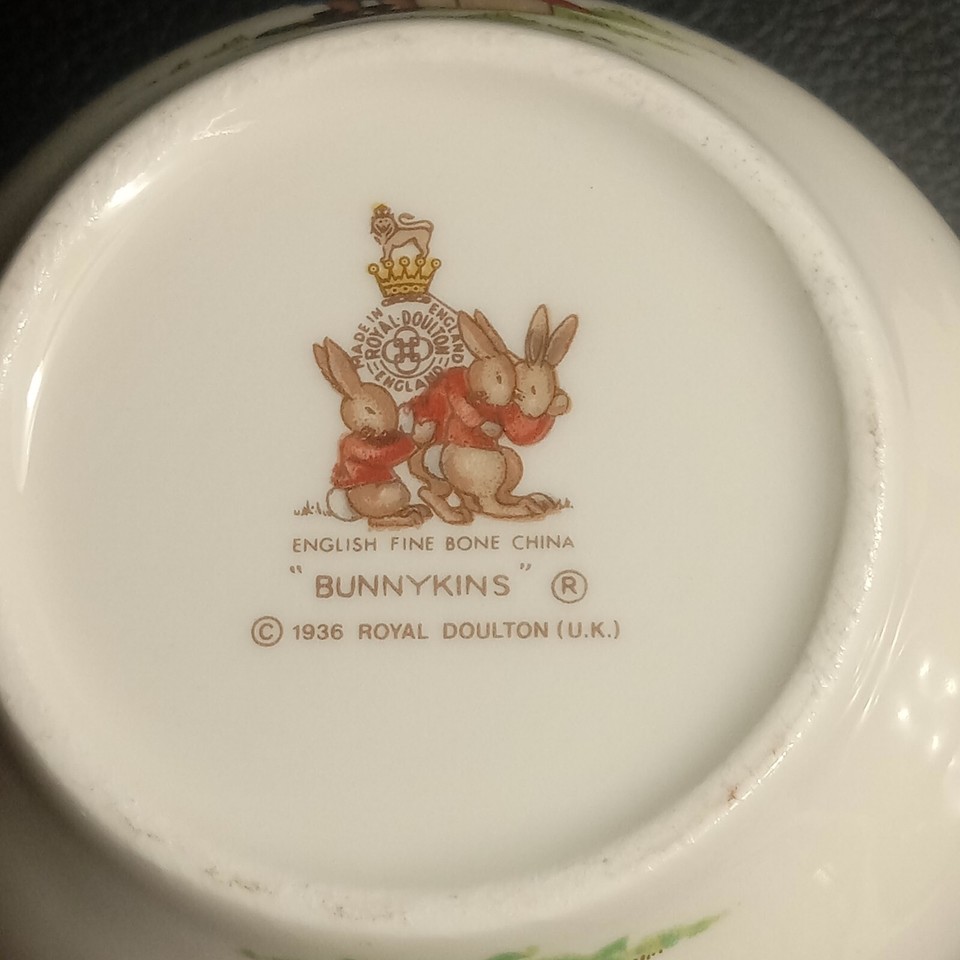 MADE IN ENGLAND
ROYAL·DOULTON
ENGLAND
ENGLISH FINE BONE CHINA
"BUNNYKINS" ®
© 1936 ROYAL DOULTON (U.K.)